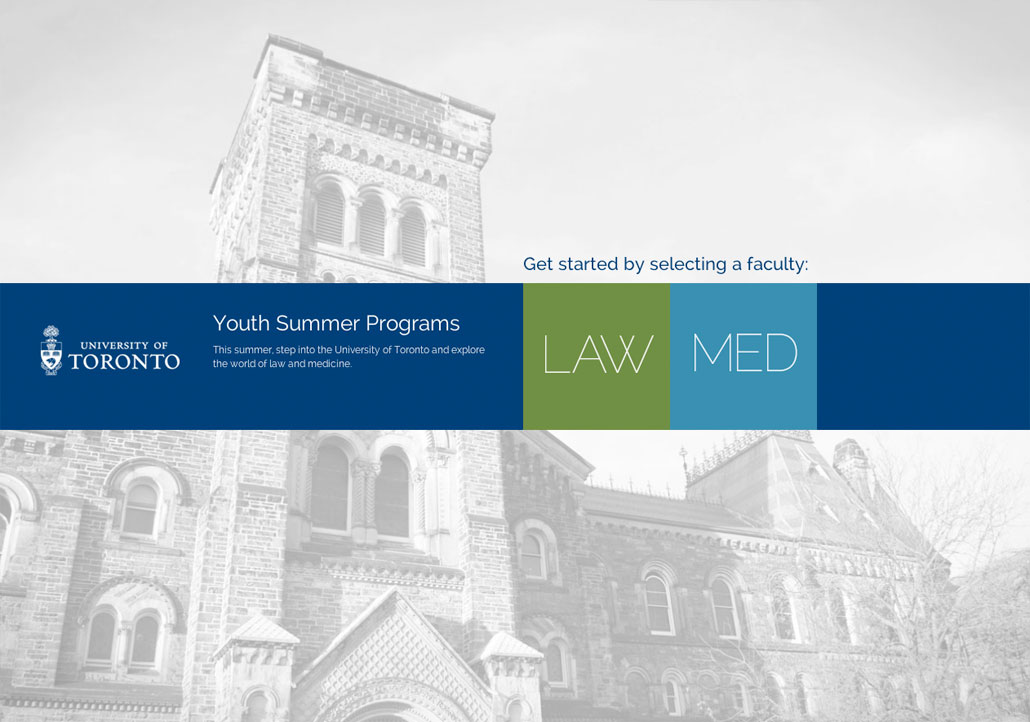 Get started by selecting a faculty:
UNIVERSITY OF
TORONTO
Youth Summer Programs
This summer, step into the University of Toronto and explore
the world of law and medicine.
LAW
MED